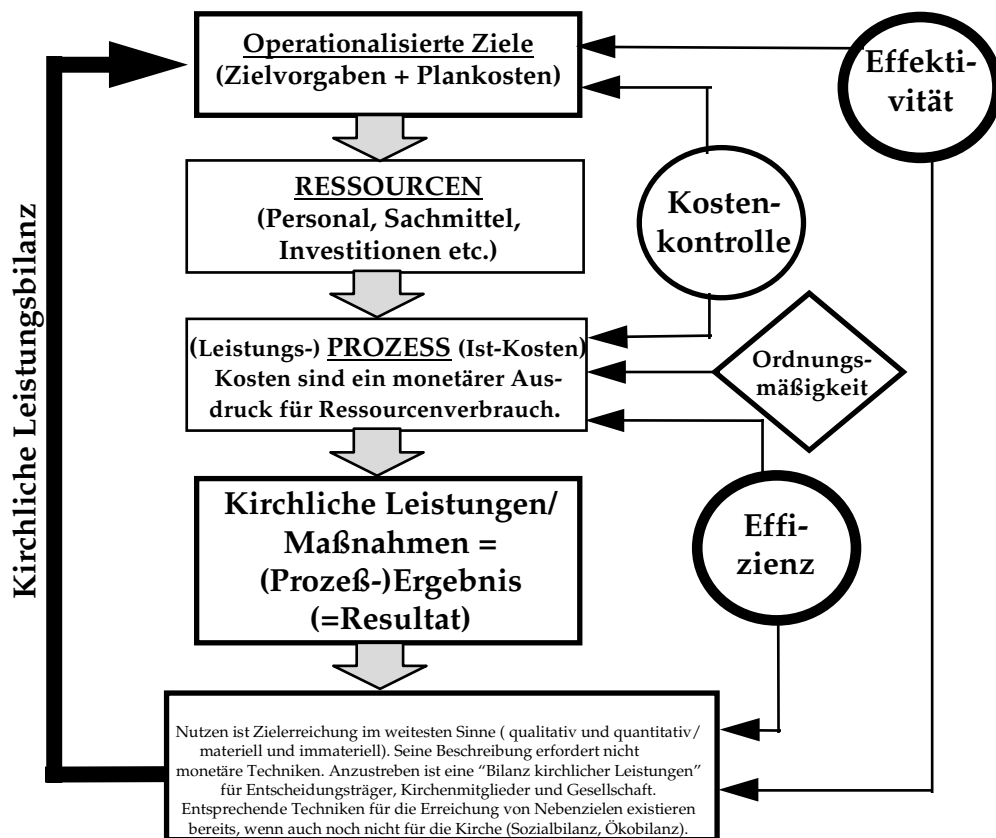 Operationalisierte Ziele
(Zielvorgaben + Plankosten)
Effekti-
vität
RESSOURCEN
(Personal, Sachmittel,
Investitionen etc.)
Kosten-
kontrolle
(Leistungs-) PROZESS (Ist-Kosten)
Kosten sind ein monetärer Aus-
druck für Ressourcenverbrauch.
Ordnungs-
mäßigkeit
Kirchliche Leistungen/
Maßnahmen =
(Prozeß-)Ergebnis
(=Resultat)
Effi-
zienz
Nutzen ist Zielerreichung im weitesten Sinne ( qualitativ und quantitativ/
materiell und immateriell). Seine Beschreibung erfordert nicht
monetäre Techniken. Anzustreben ist eine “Bilanz kirchlicher Leistungen”
für Entscheidungsträger, Kirchenmitglieder und Gesellschaft.
Entsprechende Techniken für die Erreichung von Nebenzielen existieren
bereits, wenn auch noch nicht für die Kirche (Sozialbilanz, Ökobilanz).
Kirchliche Leistungsbilanz